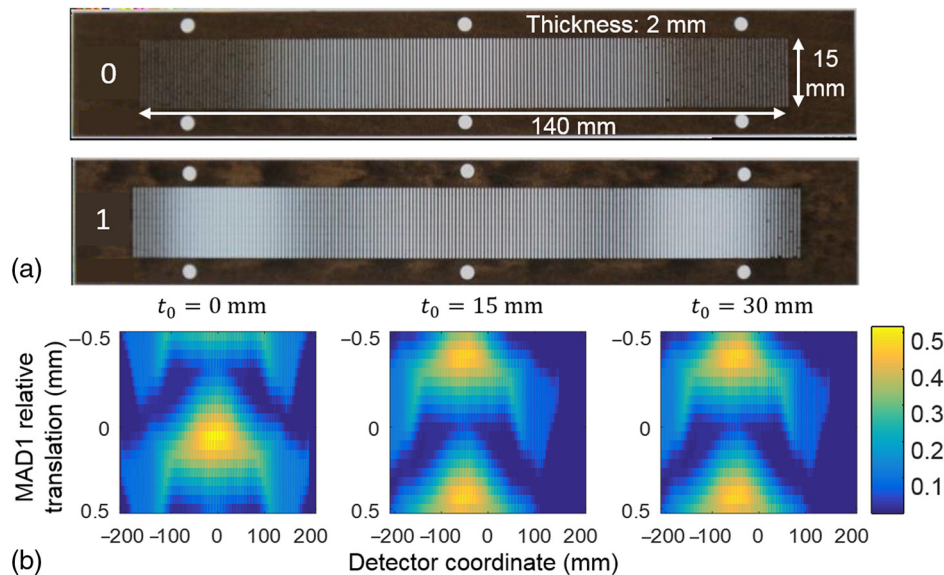 (a)
0
Thickness: 2 mm
15
mm
140 mm
1
t₀ = 0 mm
t₀ = 15 mm
t₀ = 30 mm
MAD1 relative
translation (mm)
−0.5
0
0.5
−0.5
0
0.5
−0.5
0
0.5
0.5
0.4
0.3
0.2
0.1
−200 −100 0 100 200
−200 −100 0 100 200
−200 −100 0 100 200
(b)
Detector coordinate (mm)